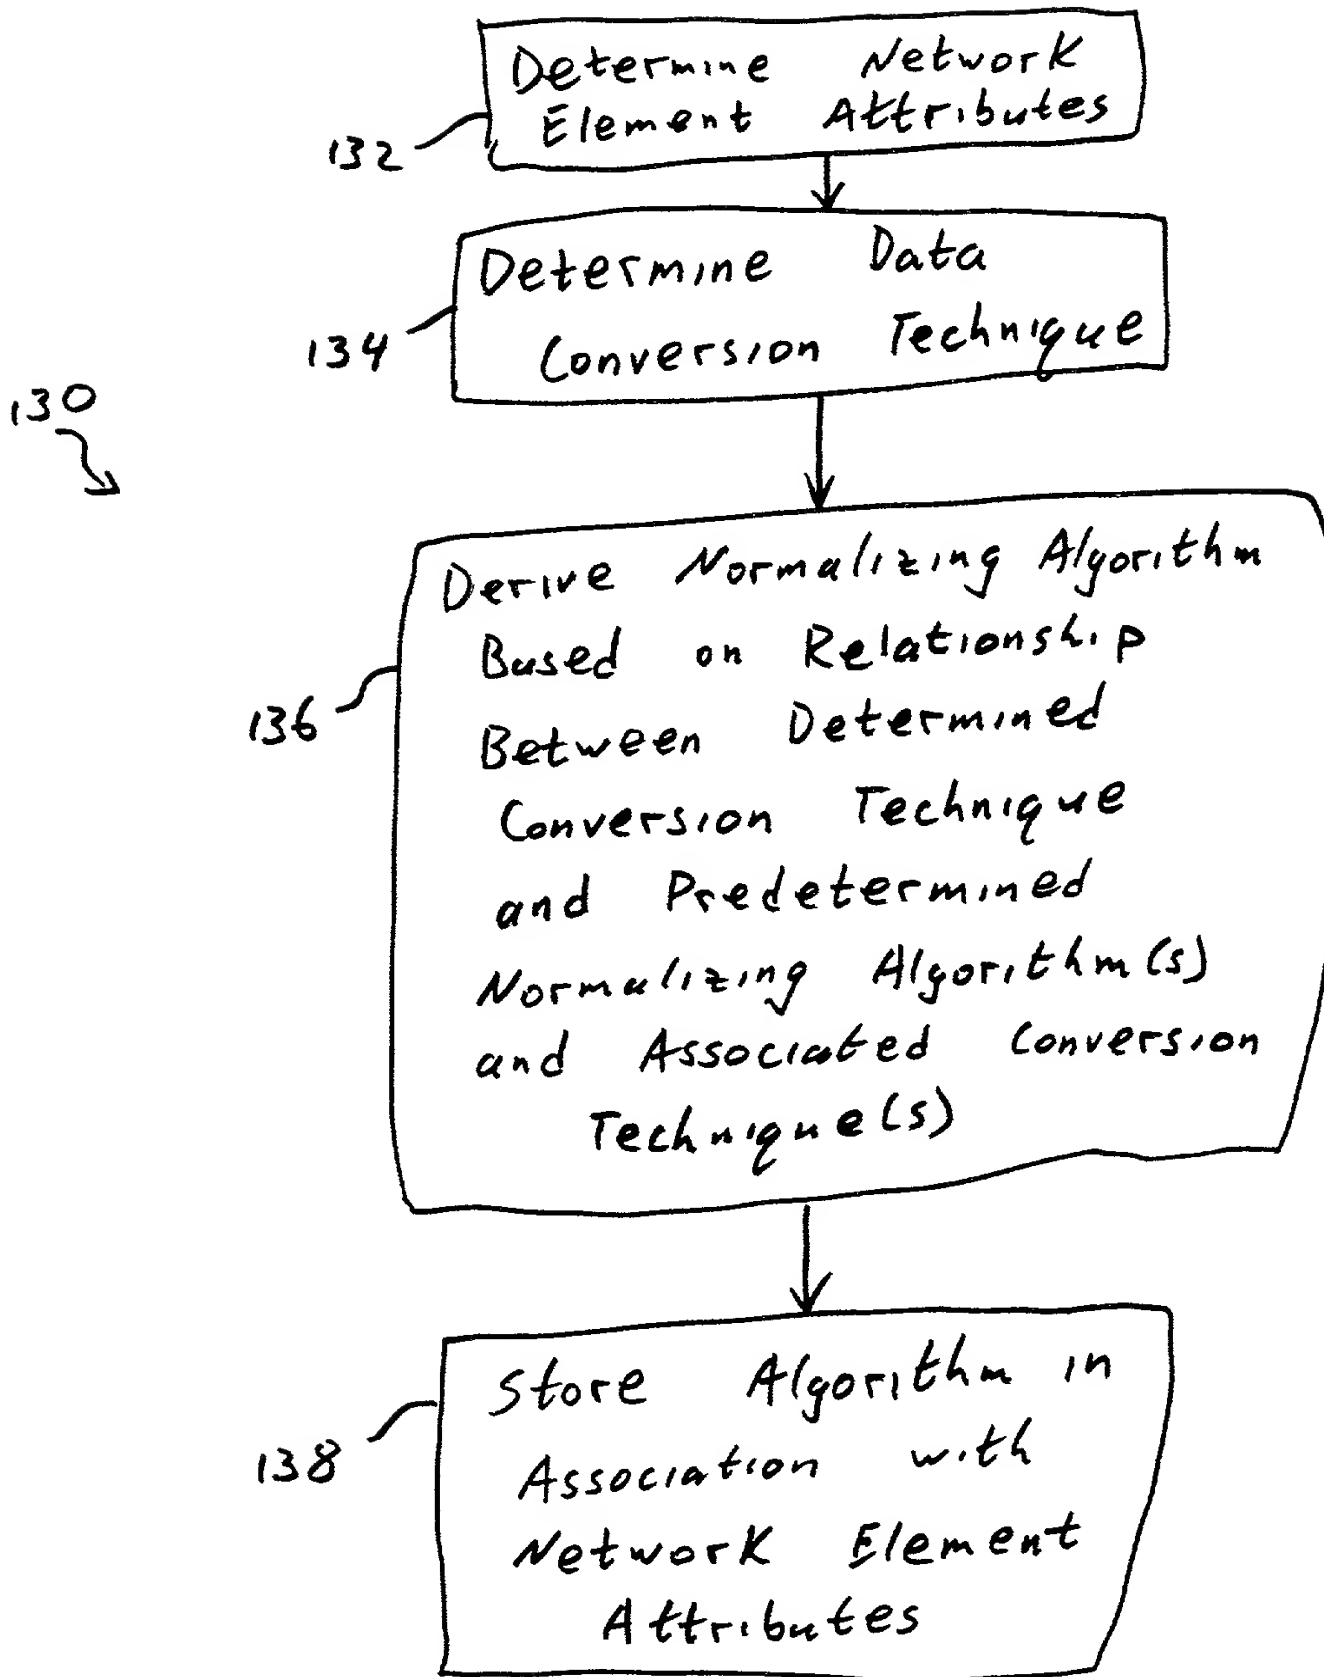 Determine Network
Element Attributes
132
Determine Data
Conversion Technique
134
130
Derive Normalizing Algorithm
Based on Relationship
Between Determined
Conversion Technique
and Predetermined
Normalizing Algorithm(s)
and Associated Conversion
Technique(s)
136
Store Algorithm in
Association with
Network Element
Attributes
138